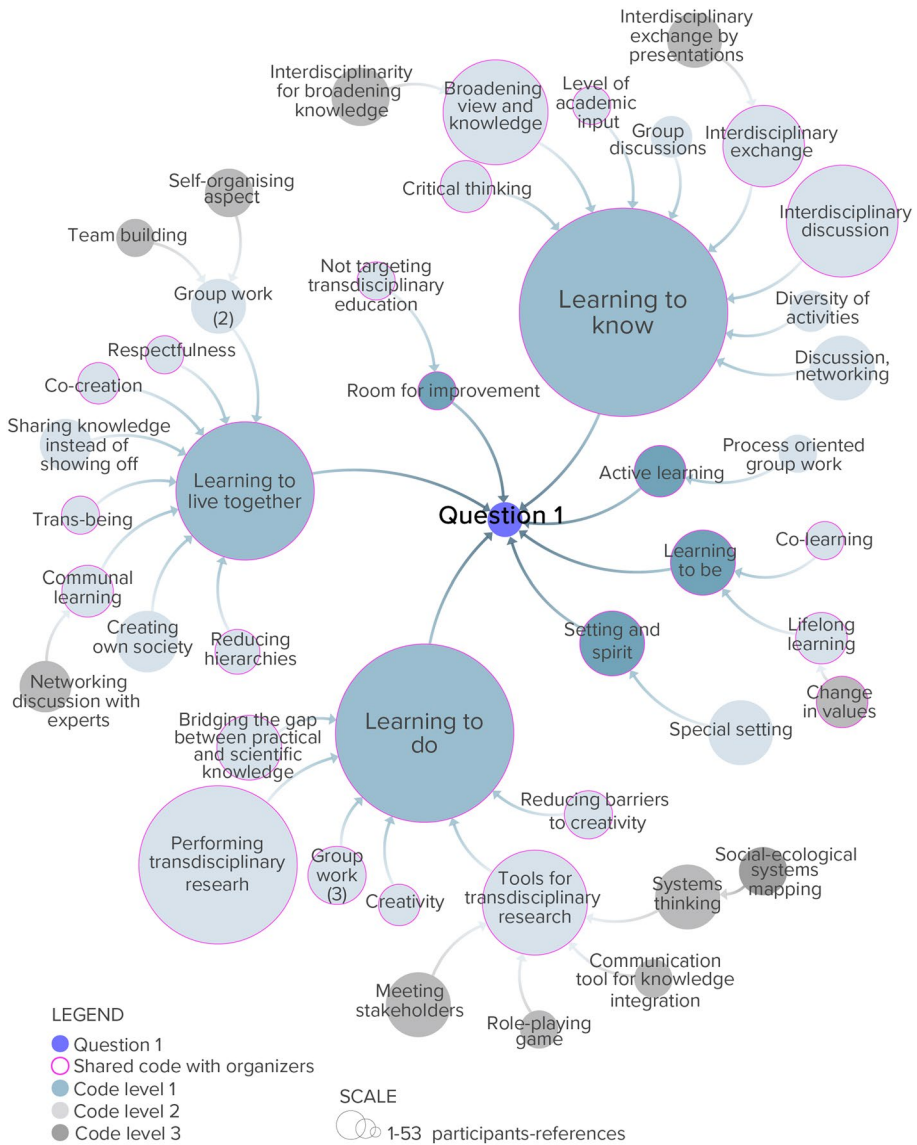 Interdisciplinary
exchange by
presentations
Interdisciplinarity
for broadening
knowledge
Broadening
view and
knowledge
Level of
academic
input
Group
discussions
Interdisciplinary
exchange
Critical thinking
Interdisciplinary
discussion
Self-organising
aspect
Team building
Group work
(2)
Not targeting
transdisciplinary
education
Learning to
know
Diversity of
activities
Respectfulness
Co-creation
Room for improvement
Discussion,
networking
Sharing knowledge
instead of
showing off
Learning to
live together
Active learning
Process oriented
group work
Trans-being
Question 1
Co-learning
Learning
to be
Communal
learning
Creating
own society
Reducing
hierarchies
Setting and
spirit
Lifelong
learning
Networking
discussion with
experts
Change
in values
Special setting
Bridging the gap
between practical
and scientific
knowledge
Learning to
do
Performing
transdisciplinary
researh
Group
work
(3)
Creativity
Reducing barriers
to creativity
Tools for
transdisciplinary
research
Systems
thinking
Social-ecological
systems
mapping
Communication
tool for knowledge
integration
Meeting
stakeholders
Role-playing
game
LEGEND
Question 1
Shared code with organizers
Code level 1
Code level 2
Code level 3
SCALE
1-53 participants-references